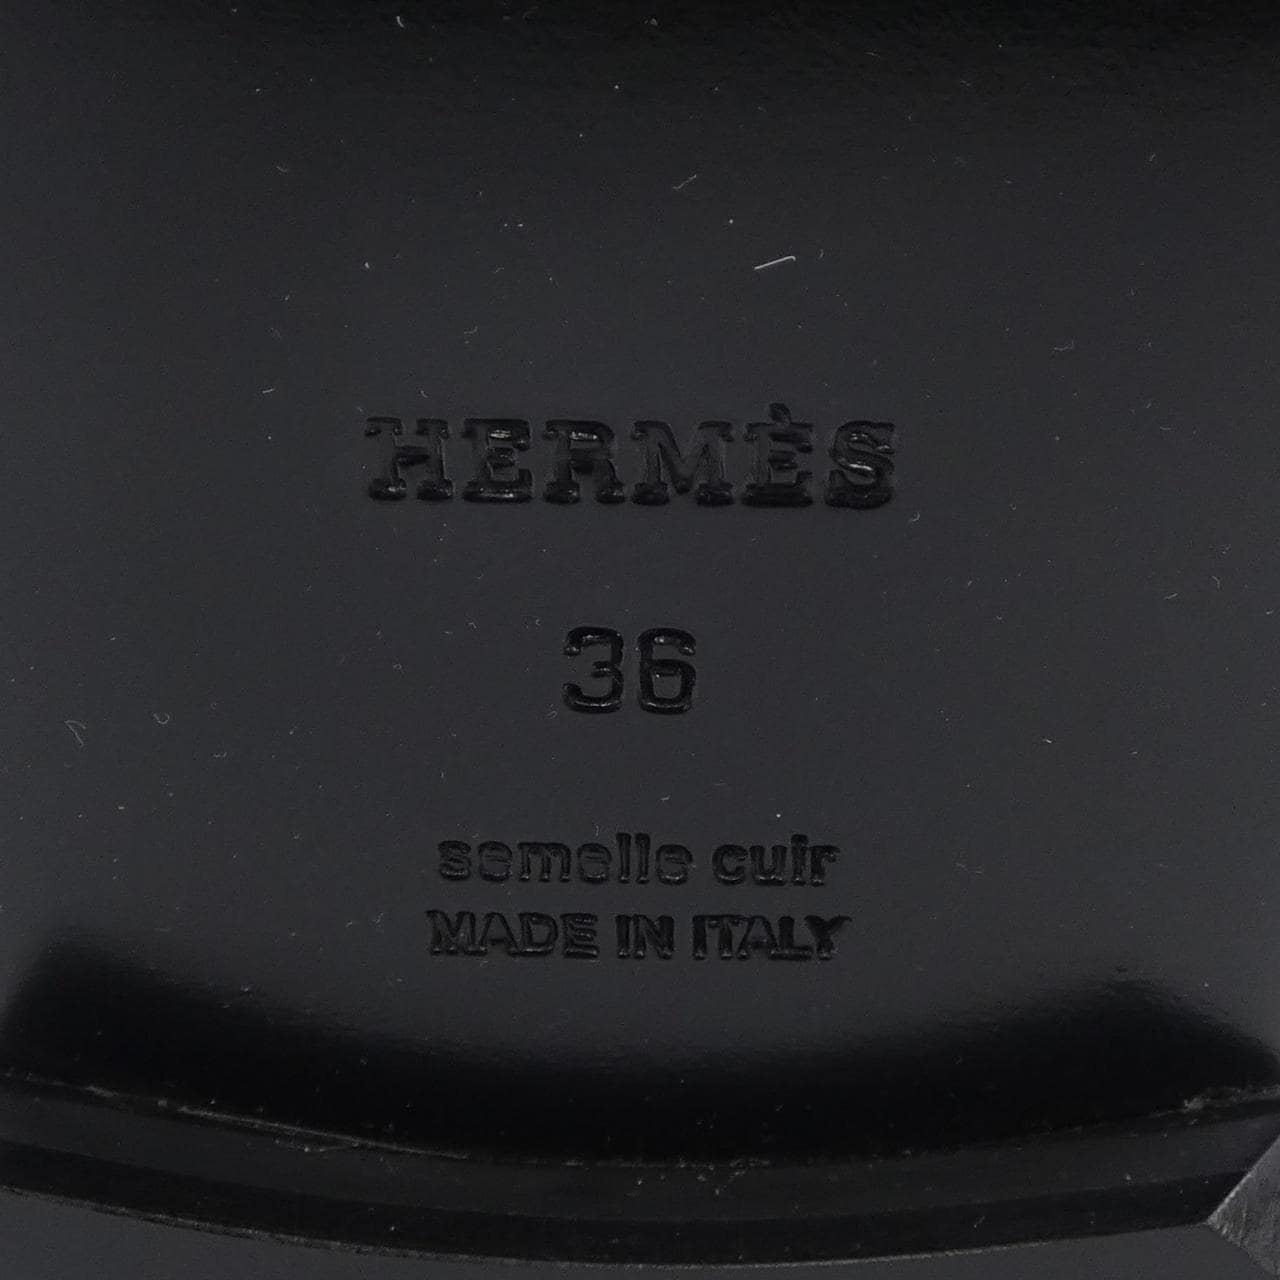 HERMÈS
36
semelle cuir
MADE IN ITALY